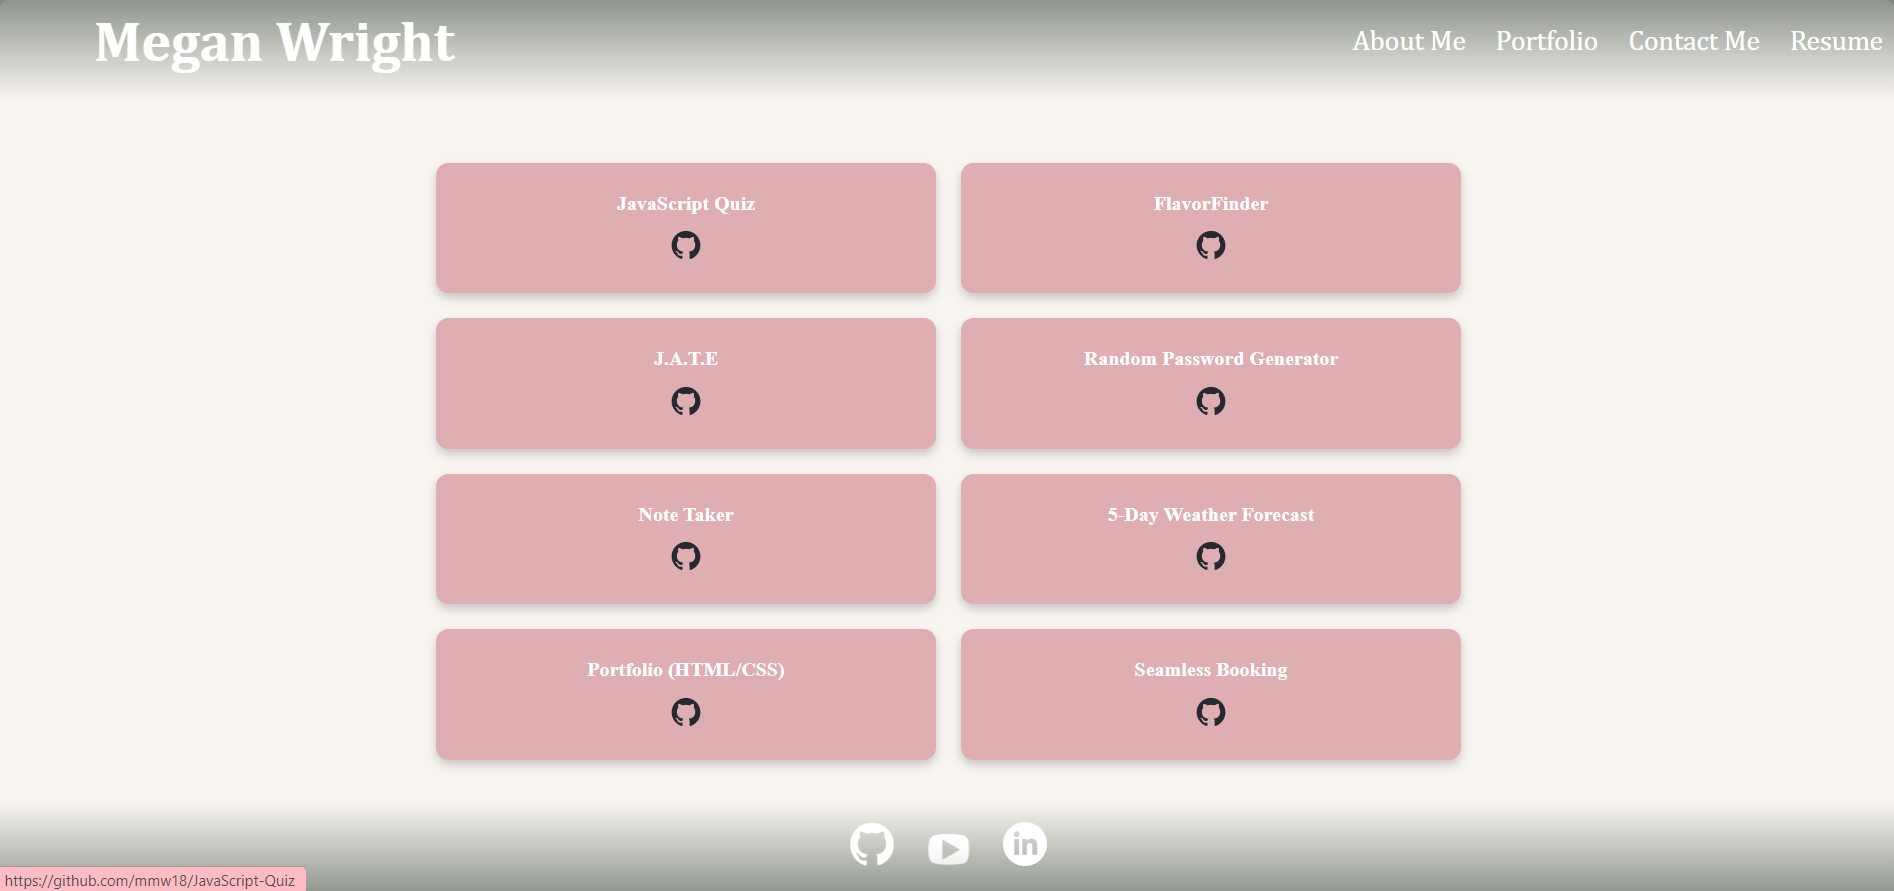 Megan Wright
About Me Portfolio Contact Me Resume
JavaScript Quiz
FlavorFinder
J.A.T.E
Random Password Generator
Note Taker
5-Day Weather Forecast
Portfolio (HTML/CSS)
Seamless Booking
in
https://github.com/mmw18/JavaScript-Quiz